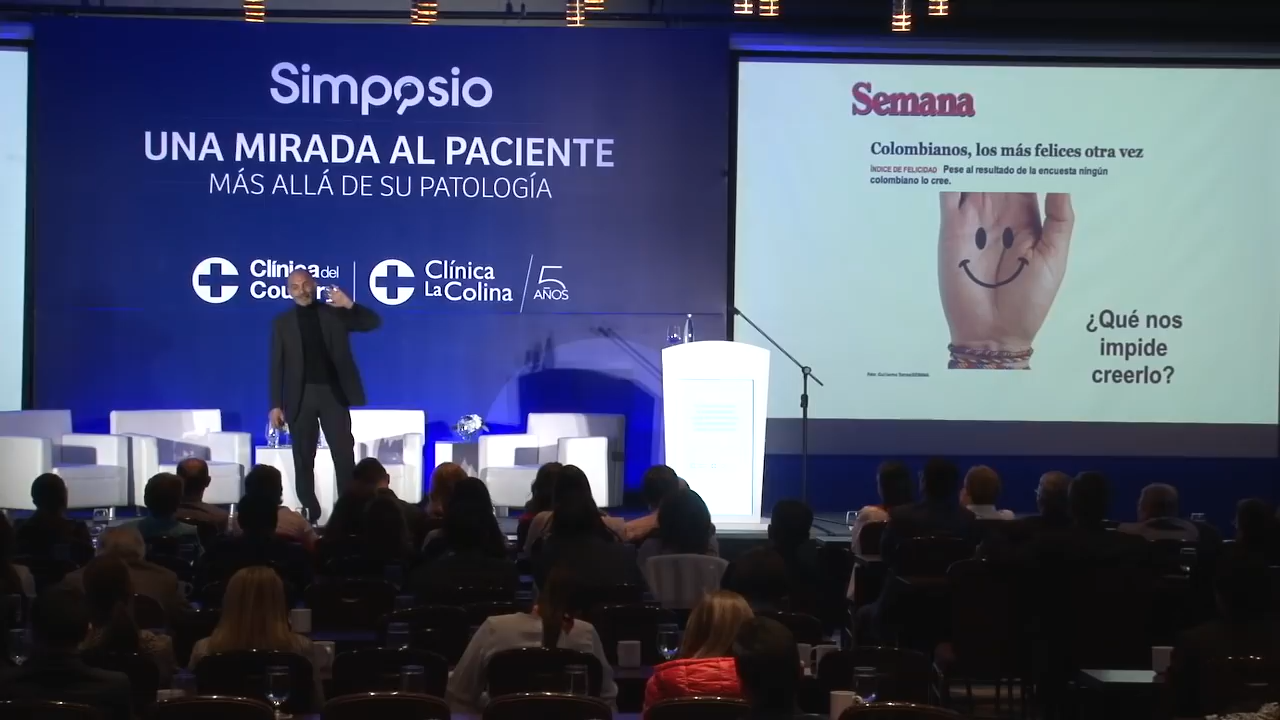 Simposio
UNA MIRADA AL PACIENTE
MÁS ALLÁ DE SU PATOLOGÍA
Clínica del
Country
Clínica
La Colina
5
AÑOS
Semana
Colombianos, los más felices otra vez
ÍNDICE DE FELICIDAD Pese al resultado de la encuesta ningún
colombiano lo cree.
¿Qué nos
impide
creerlo?